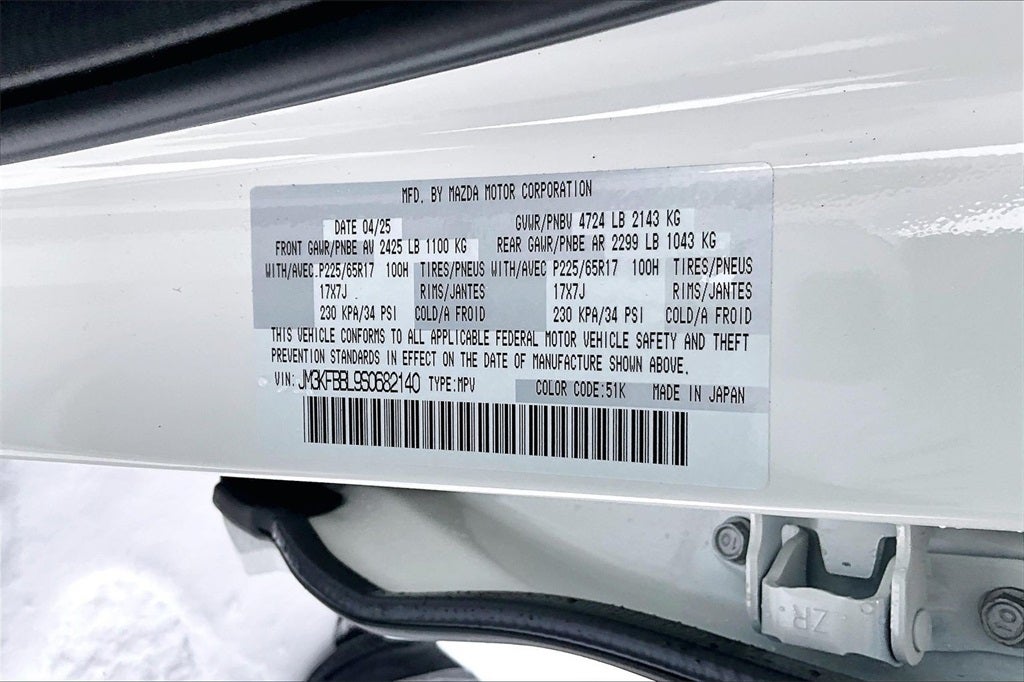 MFD. BY MAZDA MOTOR CORPORATION
DATE 04/25 GVWR/PNBV 4724 LB 2143 KG
FRONT GAWR/PNBE AV 2425 LB 1100 KG REAR GAWR/PNBE AR 2299 LB 1043 KG
WITH/AVEC P225/65R17 100H TIRES/PNEUS WITH/AVEC P225/65R17 100H TIRES/PNEUS
17X7J RIMS/JANTES 17X7J RIMS/JANTES
230 KPA/34 PSI COLD/A FROID 230 KPA/34 PSI COLD/A FROID
THIS VEHICLE CONFORMS TO ALL APPLICABLE FEDERAL MOTOR VEHICLE SAFETY AND THEFT
PREVENTION STANDARDS IN EFFECT ON THE DATE OF MANUFACTURE SHOWN ABOVE.
VIN: JM3KFBBL9S0682140 TYPE:MPV COLOR CODE:51K MADE IN JAPAN
10
ZR